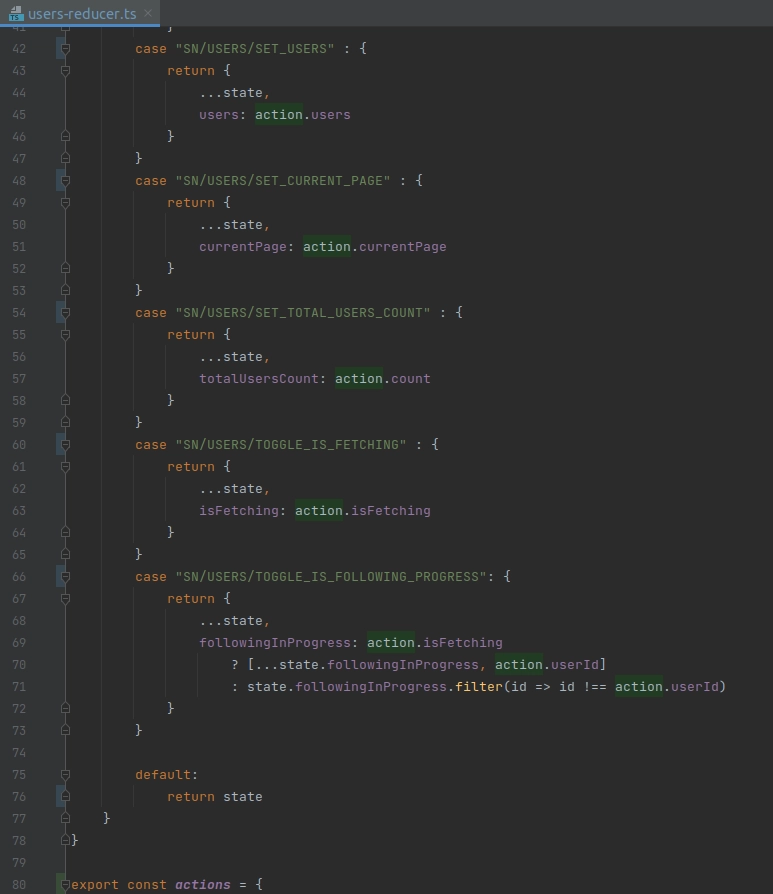 users-reducer.ts
41 }
42 case "SN/USERS/SET_USERS" : {
43 return {
44 ...state,
45 users: action.users
46 }
47 }
48 case "SN/USERS/SET_CURRENT_PAGE" : {
49 return {
50 ...state,
51 currentPage: action.currentPage
52 }
53 }
54 case "SN/USERS/SET_TOTAL_USERS_COUNT" : {
55 return {
56 ...state,
57 totalUsersCount: action.count
58 }
59 }
60 case "SN/USERS/TOGGLE_IS_FETCHING" : {
61 return {
62 ...state,
63 isFetching: action.isFetching
64 }
65 }
66 case "SN/USERS/TOGGLE_IS_FOLLOWING_PROGRESS": {
67 return {
68 ...state,
69 followingInProgress: action.isFetching
70 ? [...state.followingInProgress, action.userId]
71 : state.followingInProgress.filter(id => id !== action.userId)
72 }
73 }
74
75 default:
76 return state
77 }
78 }
79
80 export const actions = {